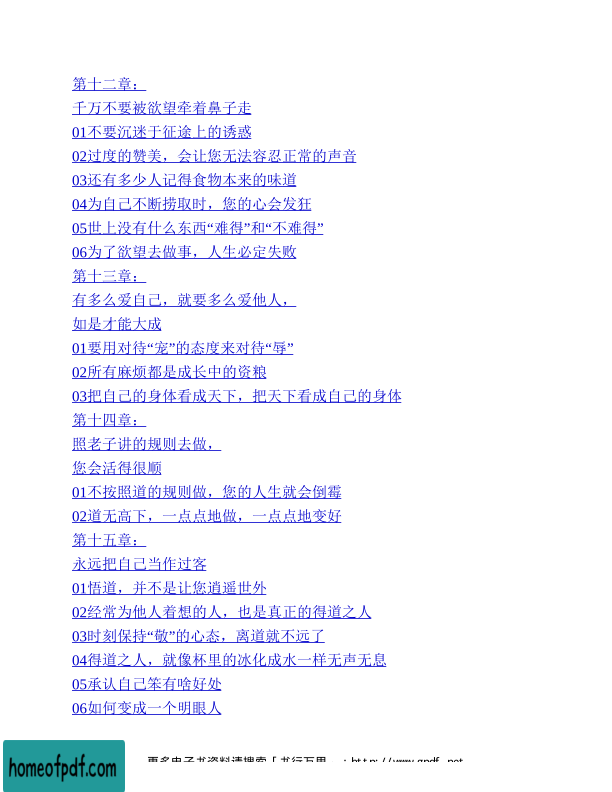 第十二章：
千万不要被欲望牵着鼻子走
01不要沉迷于征途上的诱惑
02过度的赞美，会让您无法容忍正常的声音
03还有多少人记得食物本来的味道
04为自己不断捞取时，您的心会发狂
05世上没有什么东西“难得”和“不难得”
06为了欲望去做事，人生必定失败
第十三章：
有多么爱自己，就要多么爱他人，
如是才能大成
01要用对待“宠”的态度来对待“辱”
02所有麻烦都是成长中的资粮
03把自己的身体看成天下，把天下看成自己的身体
第十四章：
照老子讲的规则去做，
您会活得很顺
01不按照道的规则做，您的人生就会倒霉
02道无高下，一点点地做，一点点地变好
第十五章：
永远把自己当作过客
01悟道，并不是让您逍遥世外
02经常为他人着想的人，也是真正的得道之人
03时刻保持“敬”的心态，离道就不远了
04得道之人，就像杯里的冰化成水一样无声无息
05承认自己笨有啥好处
06如何变成一个明眼人
homeofpdf.com